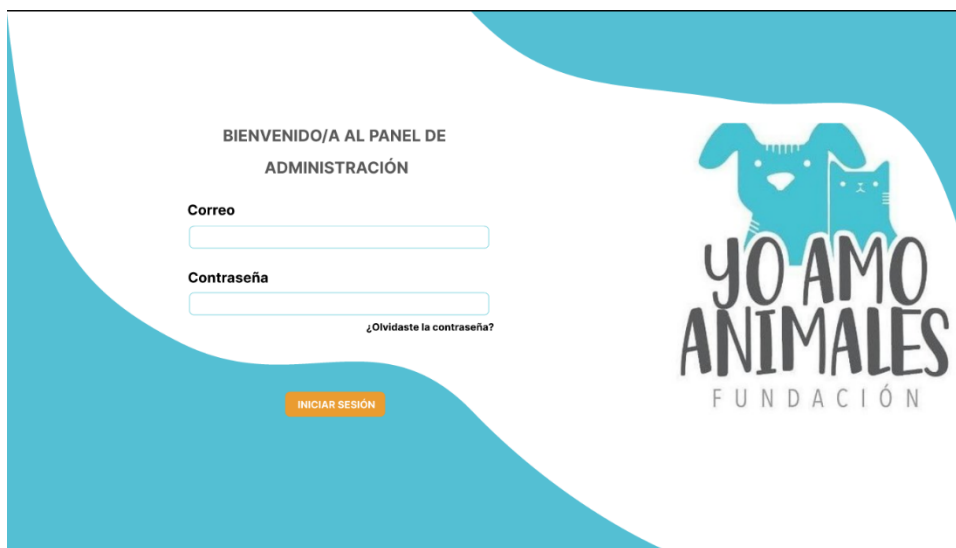 BIENVENIDO/A AL PANEL DE
ADMINISTRACIÓN
Correo
Contraseña
¿Olvidaste la contraseña?
INICIAR SESIÓN
YO AMO
ANIMALES
FUNDACIÓN